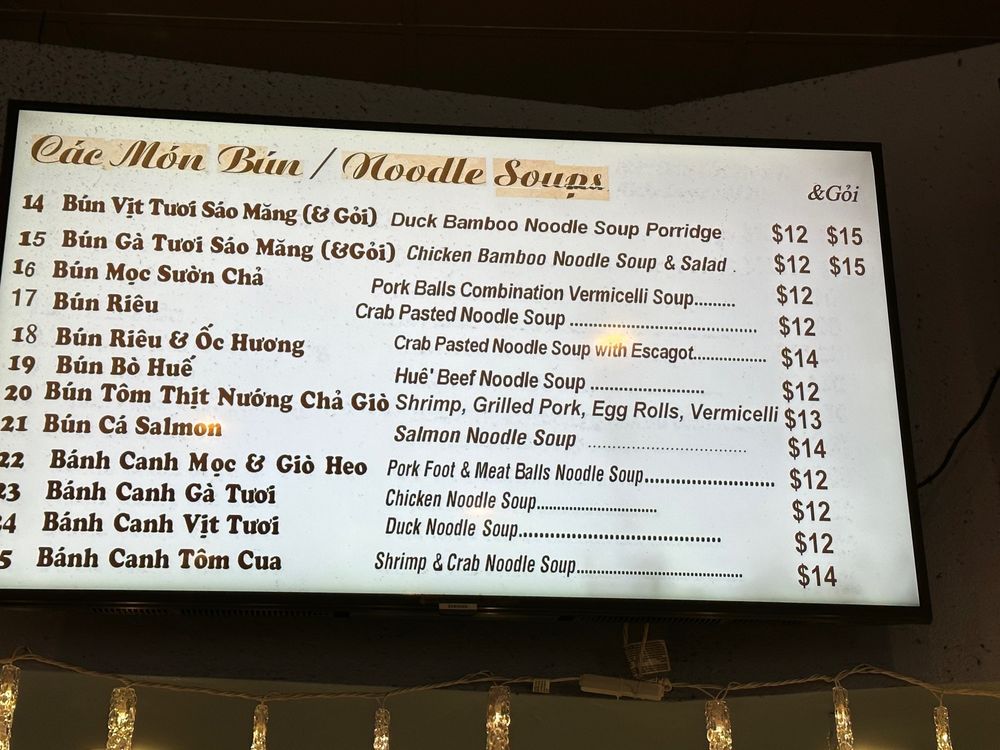 Các Món Bún / Noodle Soups
&Gỏi
14 Bún Vịt Tươi Sáo Măng (& Gỏi) Duck Bamboo Noodle Soup Porridge $12 $15
15 Bún Gà Tươi Sáo Măng (&Gỏi) Chicken Bamboo Noodle Soup & Salad . $12 $15
16 Bún Mọc Sườn Chả Pork Balls Combination Vermicelli Soup......... $12
17 Bún Riêu Crab Pasted Noodle Soup .................................... $12
18 Bún Riêu & Ốc Hương Crab Pasted Noodle Soup with Escagot.................. $14
19 Bún Bò Huế Huê' Beef Noodle Soup ...................... $12
20 Bún Tôm Thịt Nướng Chả Giò Shrimp, Grilled Pork, Egg Rolls, Vermicelli $13
21 Bún Cá Salmon Salmon Noodle Soup ................................ $14
22 Bánh Canh Mọc & Giò Heo Pork Foot & Meat Balls Noodle Soup......................... $12
23 Bánh Canh Gà Tươi Chicken Noodle Soup.............................. $12
24 Bánh Canh Vịt Tươi Duck Noodle Soup....................................... $12
5 Bánh Canh Tôm Cua Shrimp & Crab Noodle Soup........................................ $14